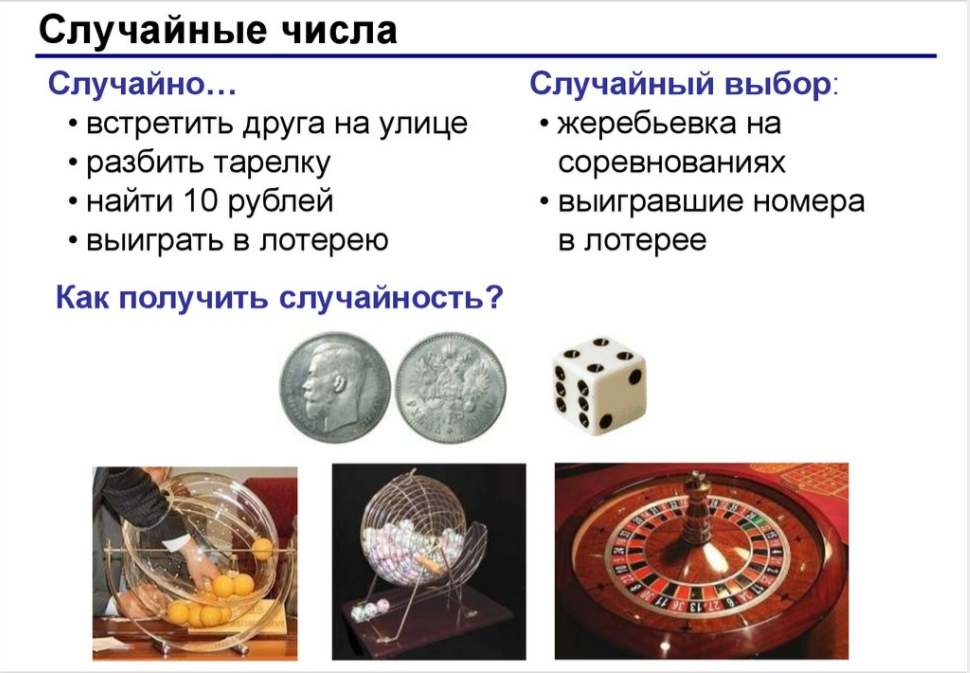 Случайные числа
Случайно…
• встретить друга на улице
• разбить тарелку
• найти 10 рублей
• выиграть в лотерею
Случайный выбор:
• жеребьевка на
соревнованиях
• выигравшие номера
в лотерее
Как получить случайность?